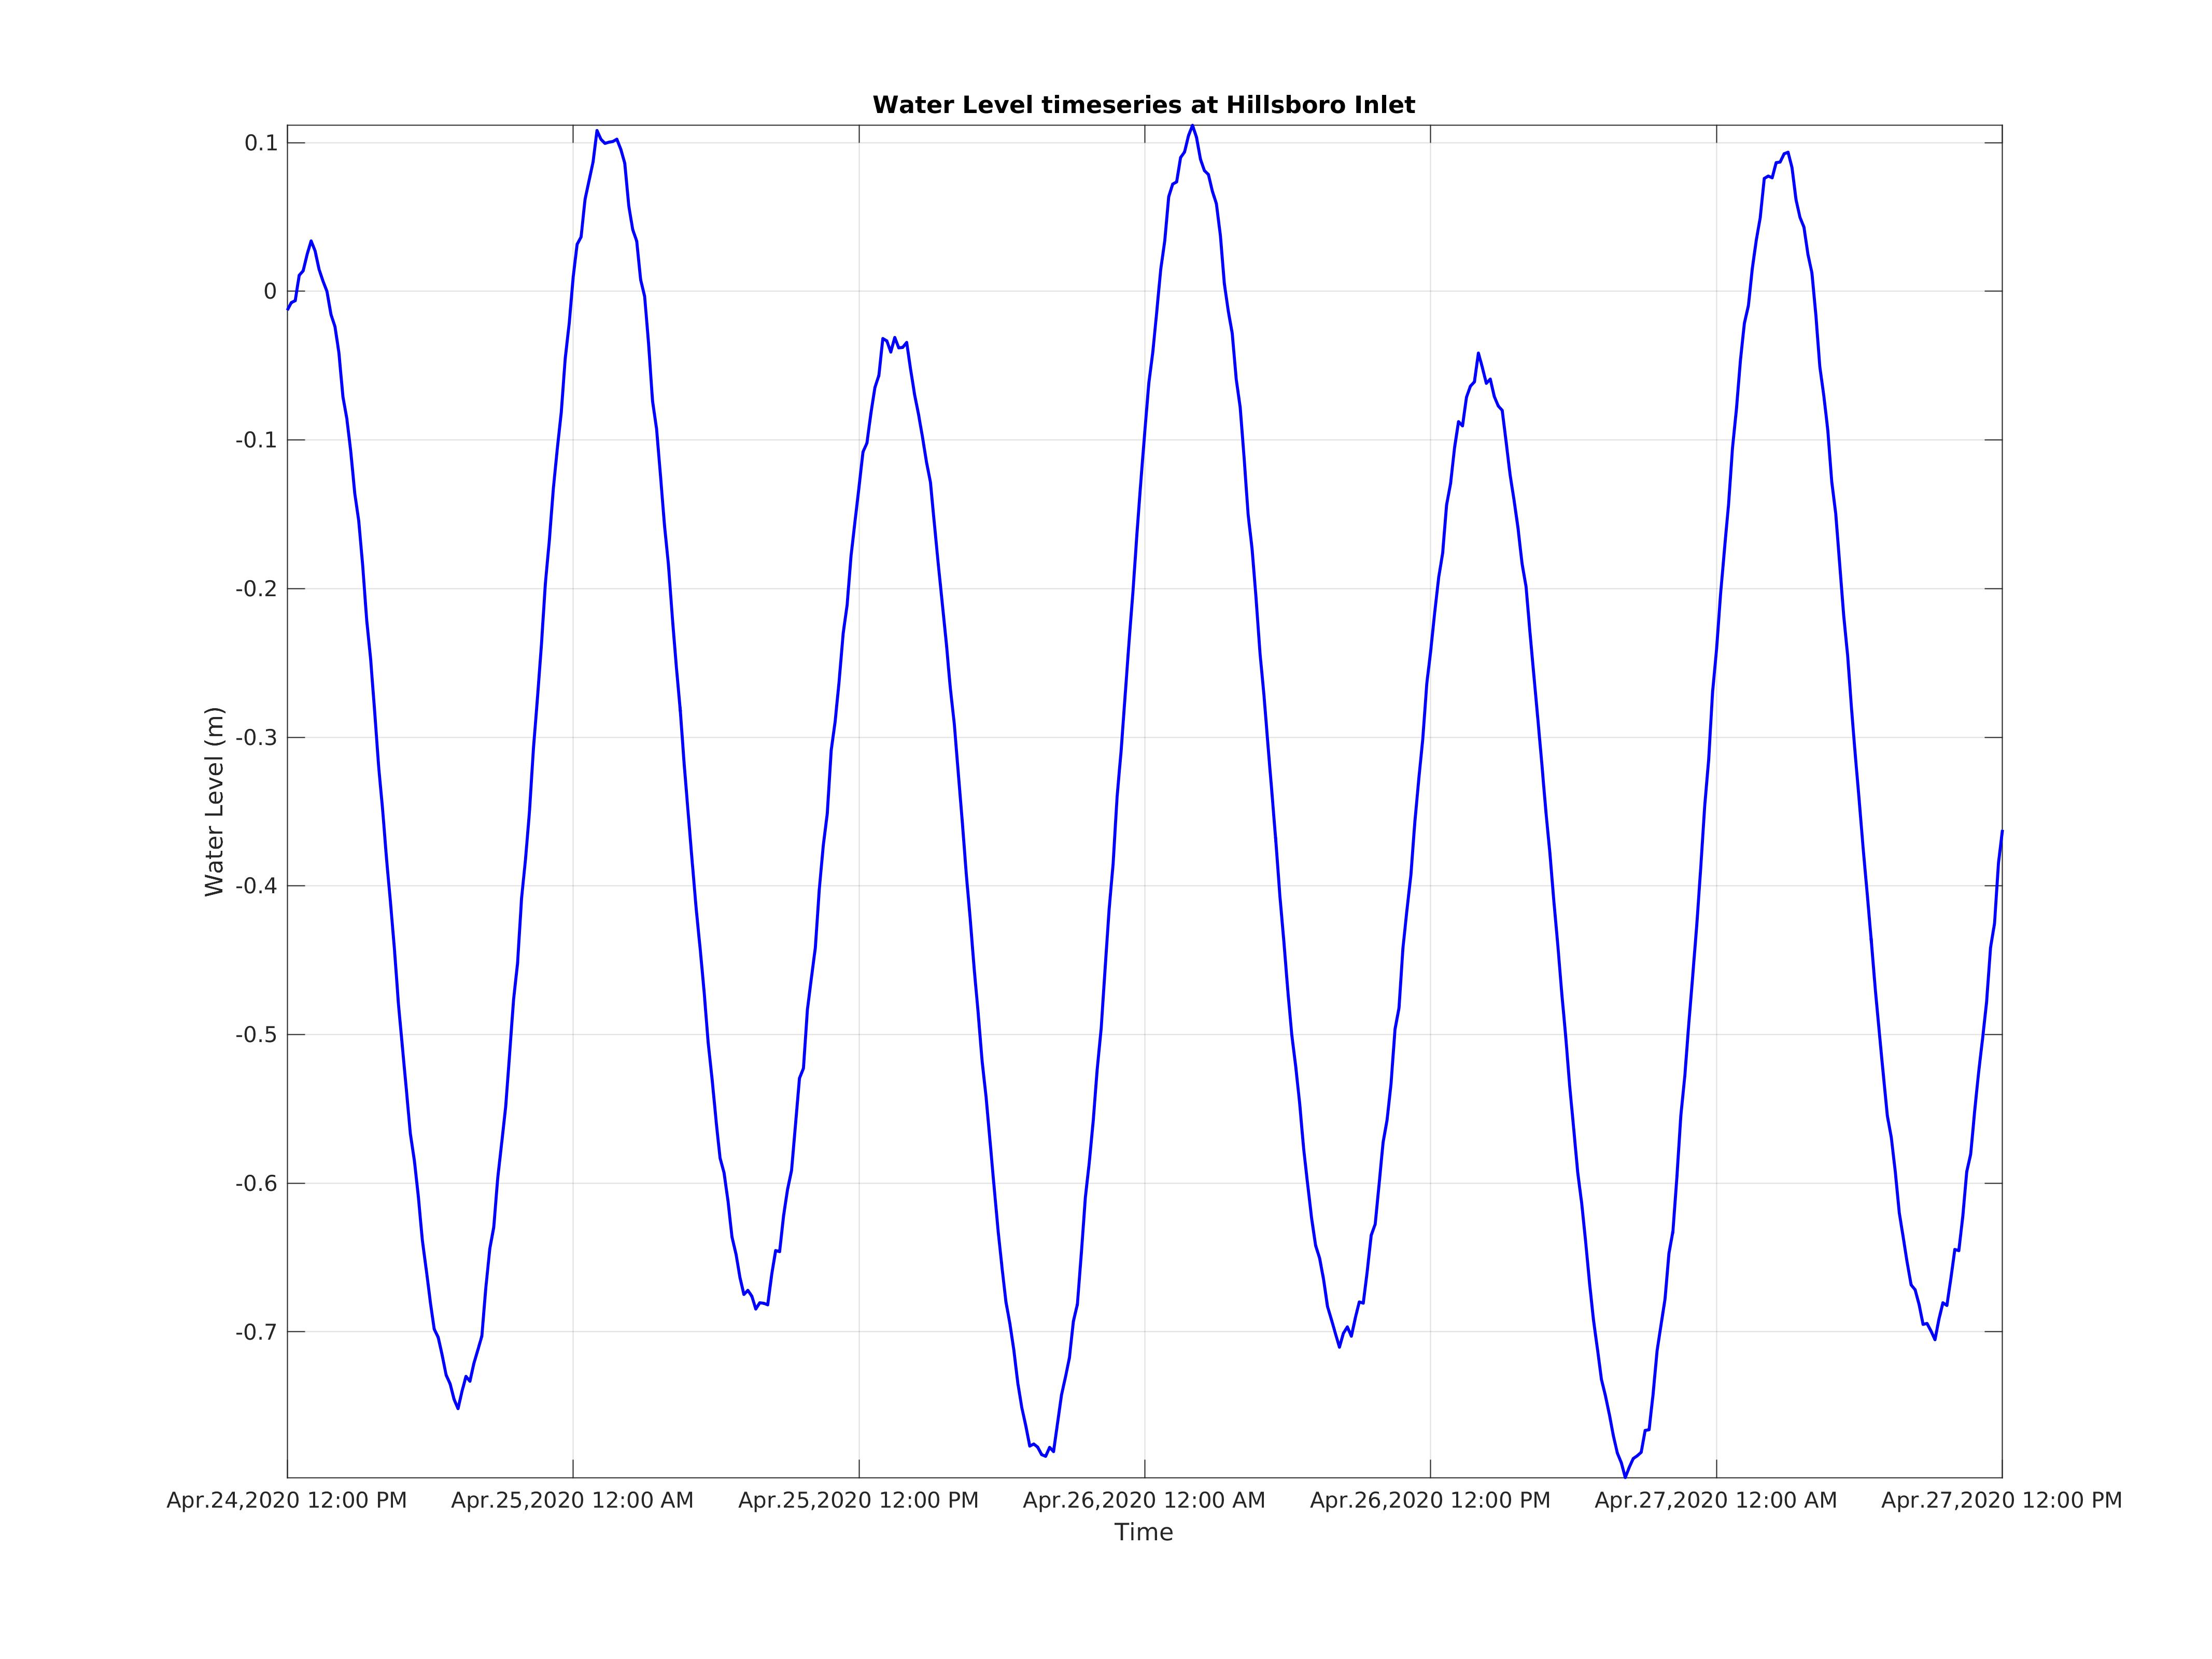 Water Level timeseries at Hillsboro Inlet
0.1
0
-0.1
-0.2
-0.3
-0.4
-0.5
-0.6
-0.7
Water Level (m)
Apr.24,2020 12:00 PM Apr.25,2020 12:00 AM Apr.25,2020 12:00 PM Apr.26,2020 12:00 AM Apr.26,2020 12:00 PM Apr.27,2020 12:00 AM Apr.27,2020 12:00 PM
Time